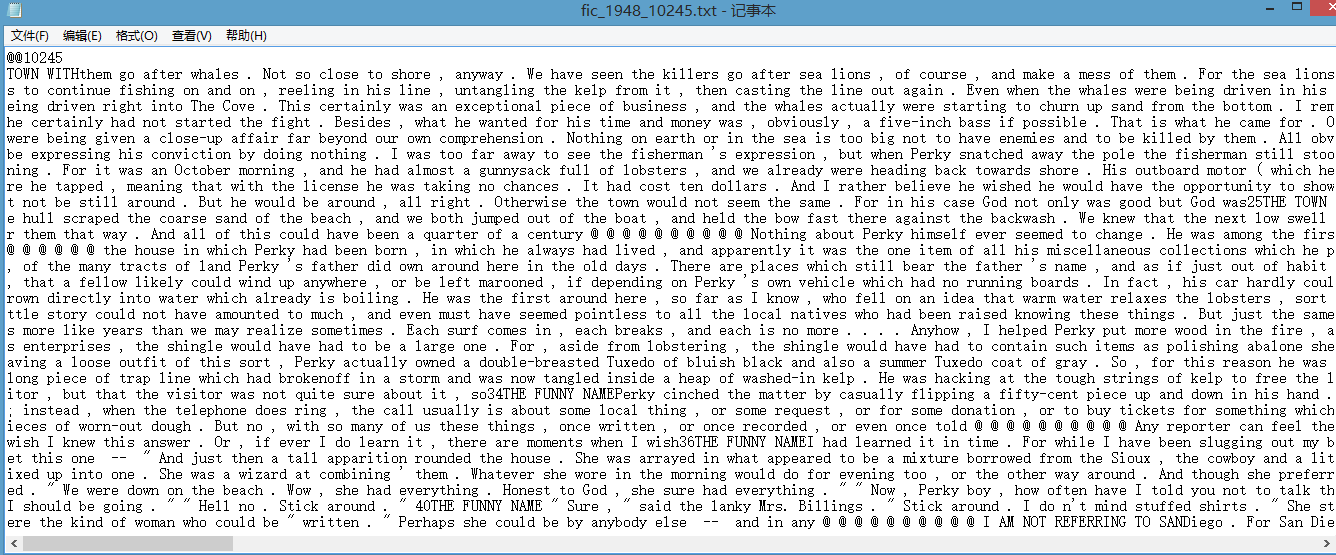 fic_1948_10245.txt - 记事本
文件(F) 编辑(E) 格式(O) 查看(V) 帮助(H)
@@10245
TOWN WITHthem go after whales . Not so close to shore , anyway . We have seen the killers go after sea lions , of course , and make a mess of them . For the sea lions
s to continue fishing on and on , reeling in his line , untangling the kelp from it , then casting the line out again . Even when the whales were being driven in his
eing driven right into The Cove . This certainly was an exceptional piece of business , and the whales actually were starting to churn up sand from the bottom . I rem
he certainly had not started the fight . Besides , what he wanted for his time and money was , obviously , a five-inch bass if possible . That is what he came for . O
were being given a close-up affair far beyond our own comprehension . Nothing on earth or in the sea is too big not to have enemies and to be killed by them . All obv
be expressing his conviction by doing nothing . I was too far away to see the fisherman 's expression , but when Perky snatched away the pole the fisherman still stoo
ning . For it was an October morning , and he had almost a gunnysack full of lobsters , and we already were heading back towards shore . His outboard motor ( which he
re he tapped , meaning that with the license he was taking no chances . It had cost ten dollars . And I rather believe he wished he would have the opportunity to show
t not be still around . But he would be around , all right . Otherwise the town would not seem the same . For in his case God not only was good but God was25THE TOWN
e hull scraped the coarse sand of the beach , and we both jumped out of the boat , and held the bow fast there against the backwash . We knew that the next low swell
r them that way . And all of this could have been a quarter of a century @ @ @ @ @ @ @ @ @ @ Nothing about Perky himself ever seemed to change . He was among the firs
@ @ @ @ @ @ the house in which Perky had been born , in which he always had lived , and apparently it was the one item of all his miscellaneous collections which he p
, of the many tracts of land Perky 's father did own around here in the old days . There are places which still bear the father 's name , and as if just out of habit ,
, that a fellow likely could wind up anywhere , or be left marooned , if depending on Perky 's own vehicle which had no running boards . In fact , his car hardly coul
rown directly into water which already is boiling . He was the first around here , so far as I know , who fell on an idea that warm water relaxes the lobsters , sort
ttle story could not have amounted to much , and even must have seemed pointless to all the local natives who had been raised knowing these things . But just the same
s more like years than we may realize sometimes . Each surf comes in , each breaks , and each is no more . . . . Anyhow , I helped Perky put more wood in the fire , a
s enterprises , the shingle would have had to be a large one . For , aside from lobstering , the shingle would have had to contain such items as polishing abalone she
aving a loose outfit of this sort , Perky actually owned a double-breasted Tuxedo of bluish black and also a summer Tuxedo coat of gray . So , for this reason he was
long piece of trap line which had brokenoff in a storm and was now tangled inside a heap of washed-in kelp . He was hacking at the tough strings of kelp to free the l
itor , but that the visitor was not quite sure about it , so34THE FUNNY NAMEPerky cinched the matter by casually flipping a fifty-cent piece up and down in his hand .
; instead , when the telephone does ring , the call usually is about some local thing , or some request , or for some donation , or to buy tickets for something which
ieces of worn-out dough . But no , with so many of us these things , once written , or once recorded , or even once told @ @ @ @ @ @ @ @ @ @ Any reporter can feel the
wish I knew this answer . Or , if ever I do learn it , there are moments when I wish36THE FUNNY NAMEI had learned it in time . For while I have been slugging out my b
et this one -- " And just then a tall apparition rounded the house . She was arrayed in what appeared to be a mixture borrowed from the Sioux , the cowboy and a lit
ixed up into one . She was a wizard at combining ' them . Whatever she wore in the morning would do for evening too , or the other way around . And though she preferr
ed . " We were down on the beach . Wow , she had everything . Honest to God , she sure had everything . " " Now , Perky boy , how often have I told you not to talk th
I should be going . " " Hell no . Stick around . " 40THE FUNNY NAME " Sure , " said the lanky Mrs. Billings . " Stick around . I do n't mind stuffed shirts . " She st
ere the kind of woman who could be " written . " Perhaps she could be by anybody else -- and in any @ @ @ @ @ @ @ @ @ @ I AM NOT REFERRING TO SANDiego . For San Die